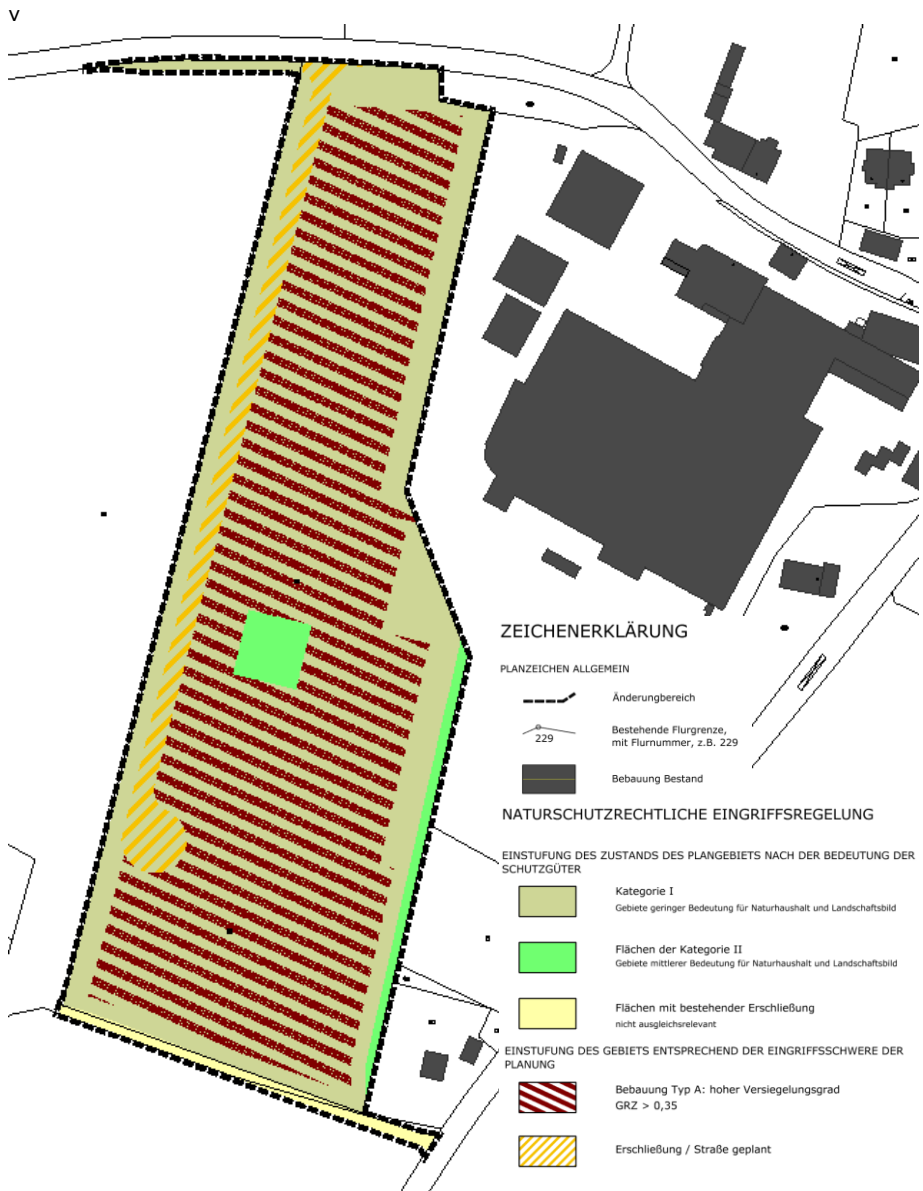 v
ZEICHENERKLÄRUNG
PLANZEICHEN ALLGEMEIN
Änderungbereich
229
Bestehende Flurgrenze,
mit Flurnummer, z.B. 229
Bebauung Bestand
NATURSCHUTZRECHTLICHE EINGRIFFSREGELUNG
EINSTUFUNG DES ZUSTANDS DES PLANGEBIETS NACH DER BEDEUTUNG DER
SCHUTZGÜTER
Kategorie I
Gebiete geringer Bedeutung für Naturhaushalt und Landschaftsbild
Flächen der Kategorie II
Gebiete mittlerer Bedeutung für Naturhaushalt und Landschaftsbild
Flächen mit bestehender Erschließung
nicht ausgleichsrelevant
EINSTUFUNG DES GEBIETS ENTSPRECHEND DER EINGRIFFSSCHWERE DER
PLANUNG
Bebauung Typ A: hoher Versiegelungsgrad
GRZ > 0,35
Erschließung / Straße geplant